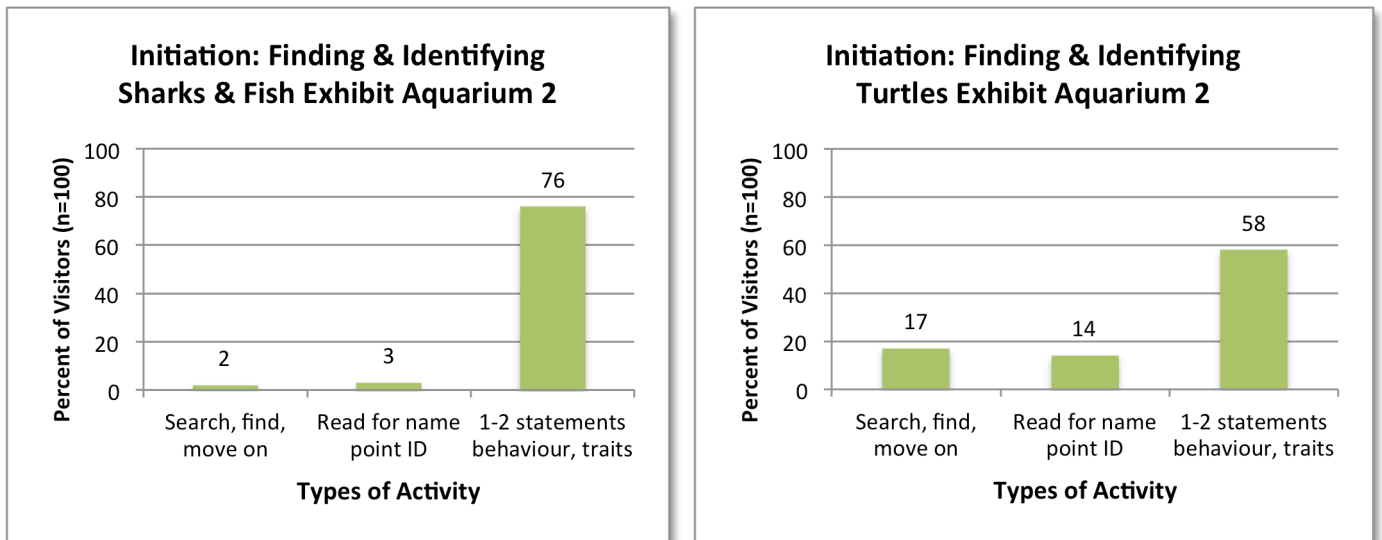 Initiation: Finding & Identifying
Sharks & Fish Exhibit Aquarium 2
Percent of Visitors (n=100)
100
80
60
40
20
0
2
3
76
Search, find,
move on
Read for name
point ID
1-2 statements
behaviour, traits
Types of Activity
Initiation: Finding & Identifying
Turtles Exhibit Aquarium 2
Percent of Visitors (n=100)
100
80
60
40
20
0
17
14
58
Search, find,
move on
Read for name
point ID
1-2 statements
behaviour, traits
Types of Activity